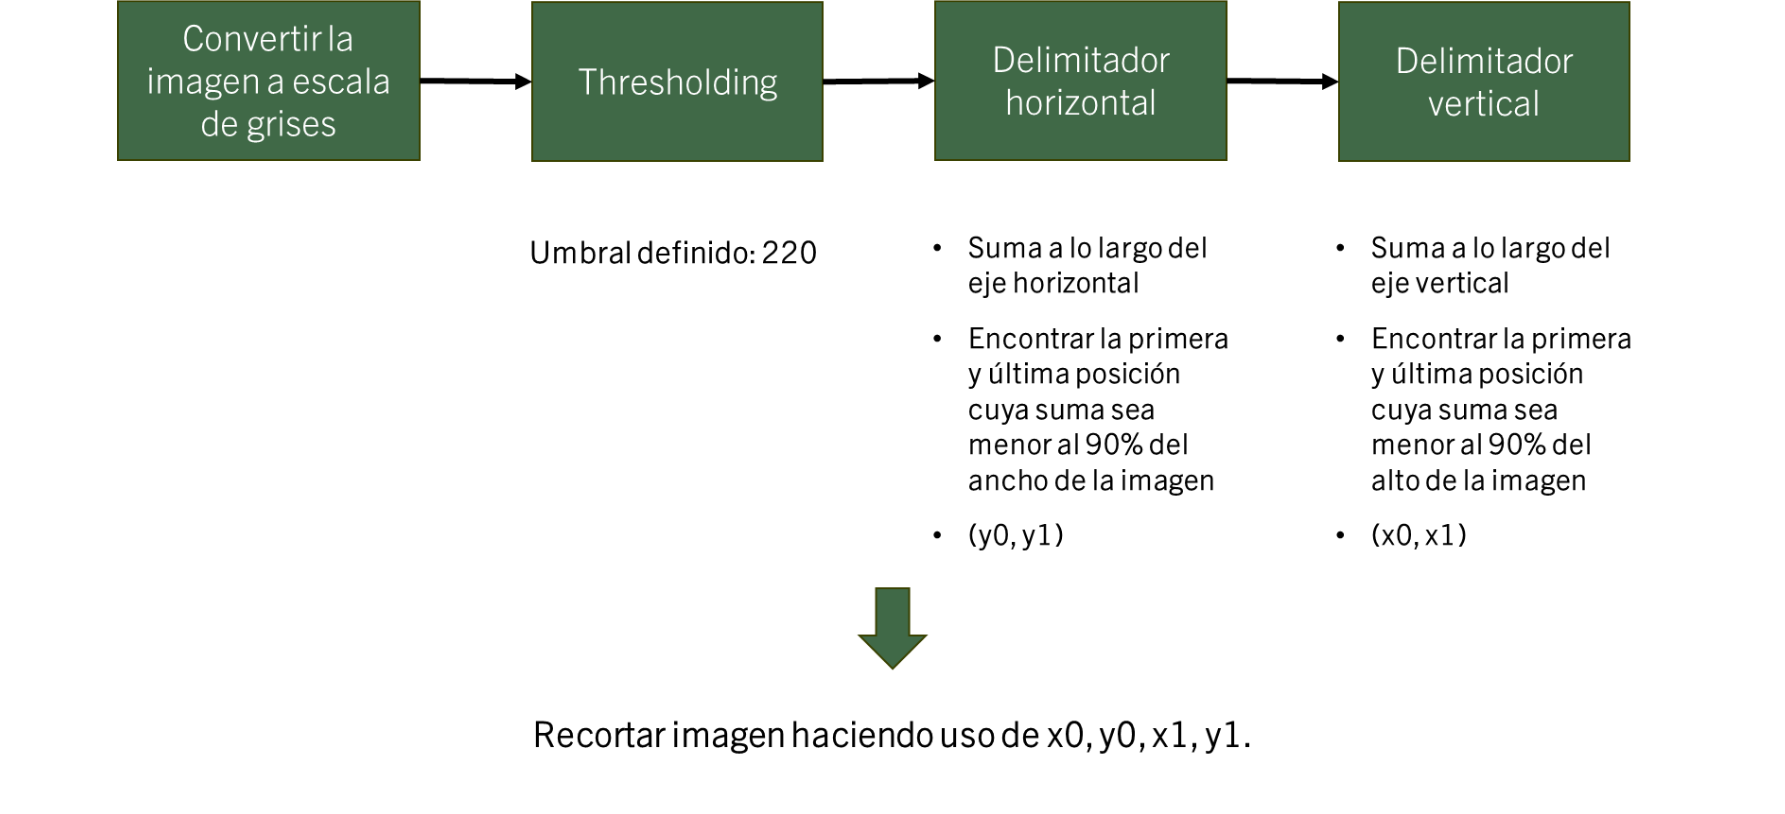 Convertir la
imagen a escala
de grises
Thresholding
Delimitador
horizontal
Delimitador
vertical
Umbral definido: 220
• Suma a lo largo del
eje horizontal
• Encontrar la primera
y última posición
cuya suma sea
menor al 90% del
ancho de la imagen
• (y0, y1)
• Suma a lo largo del
eje vertical
• Encontrar la primera
y última posición
cuya suma sea
menor al 90% del
alto de la imagen
• (x0, x1)
Recortar imagen haciendo uso de x0, y0, x1, y1.